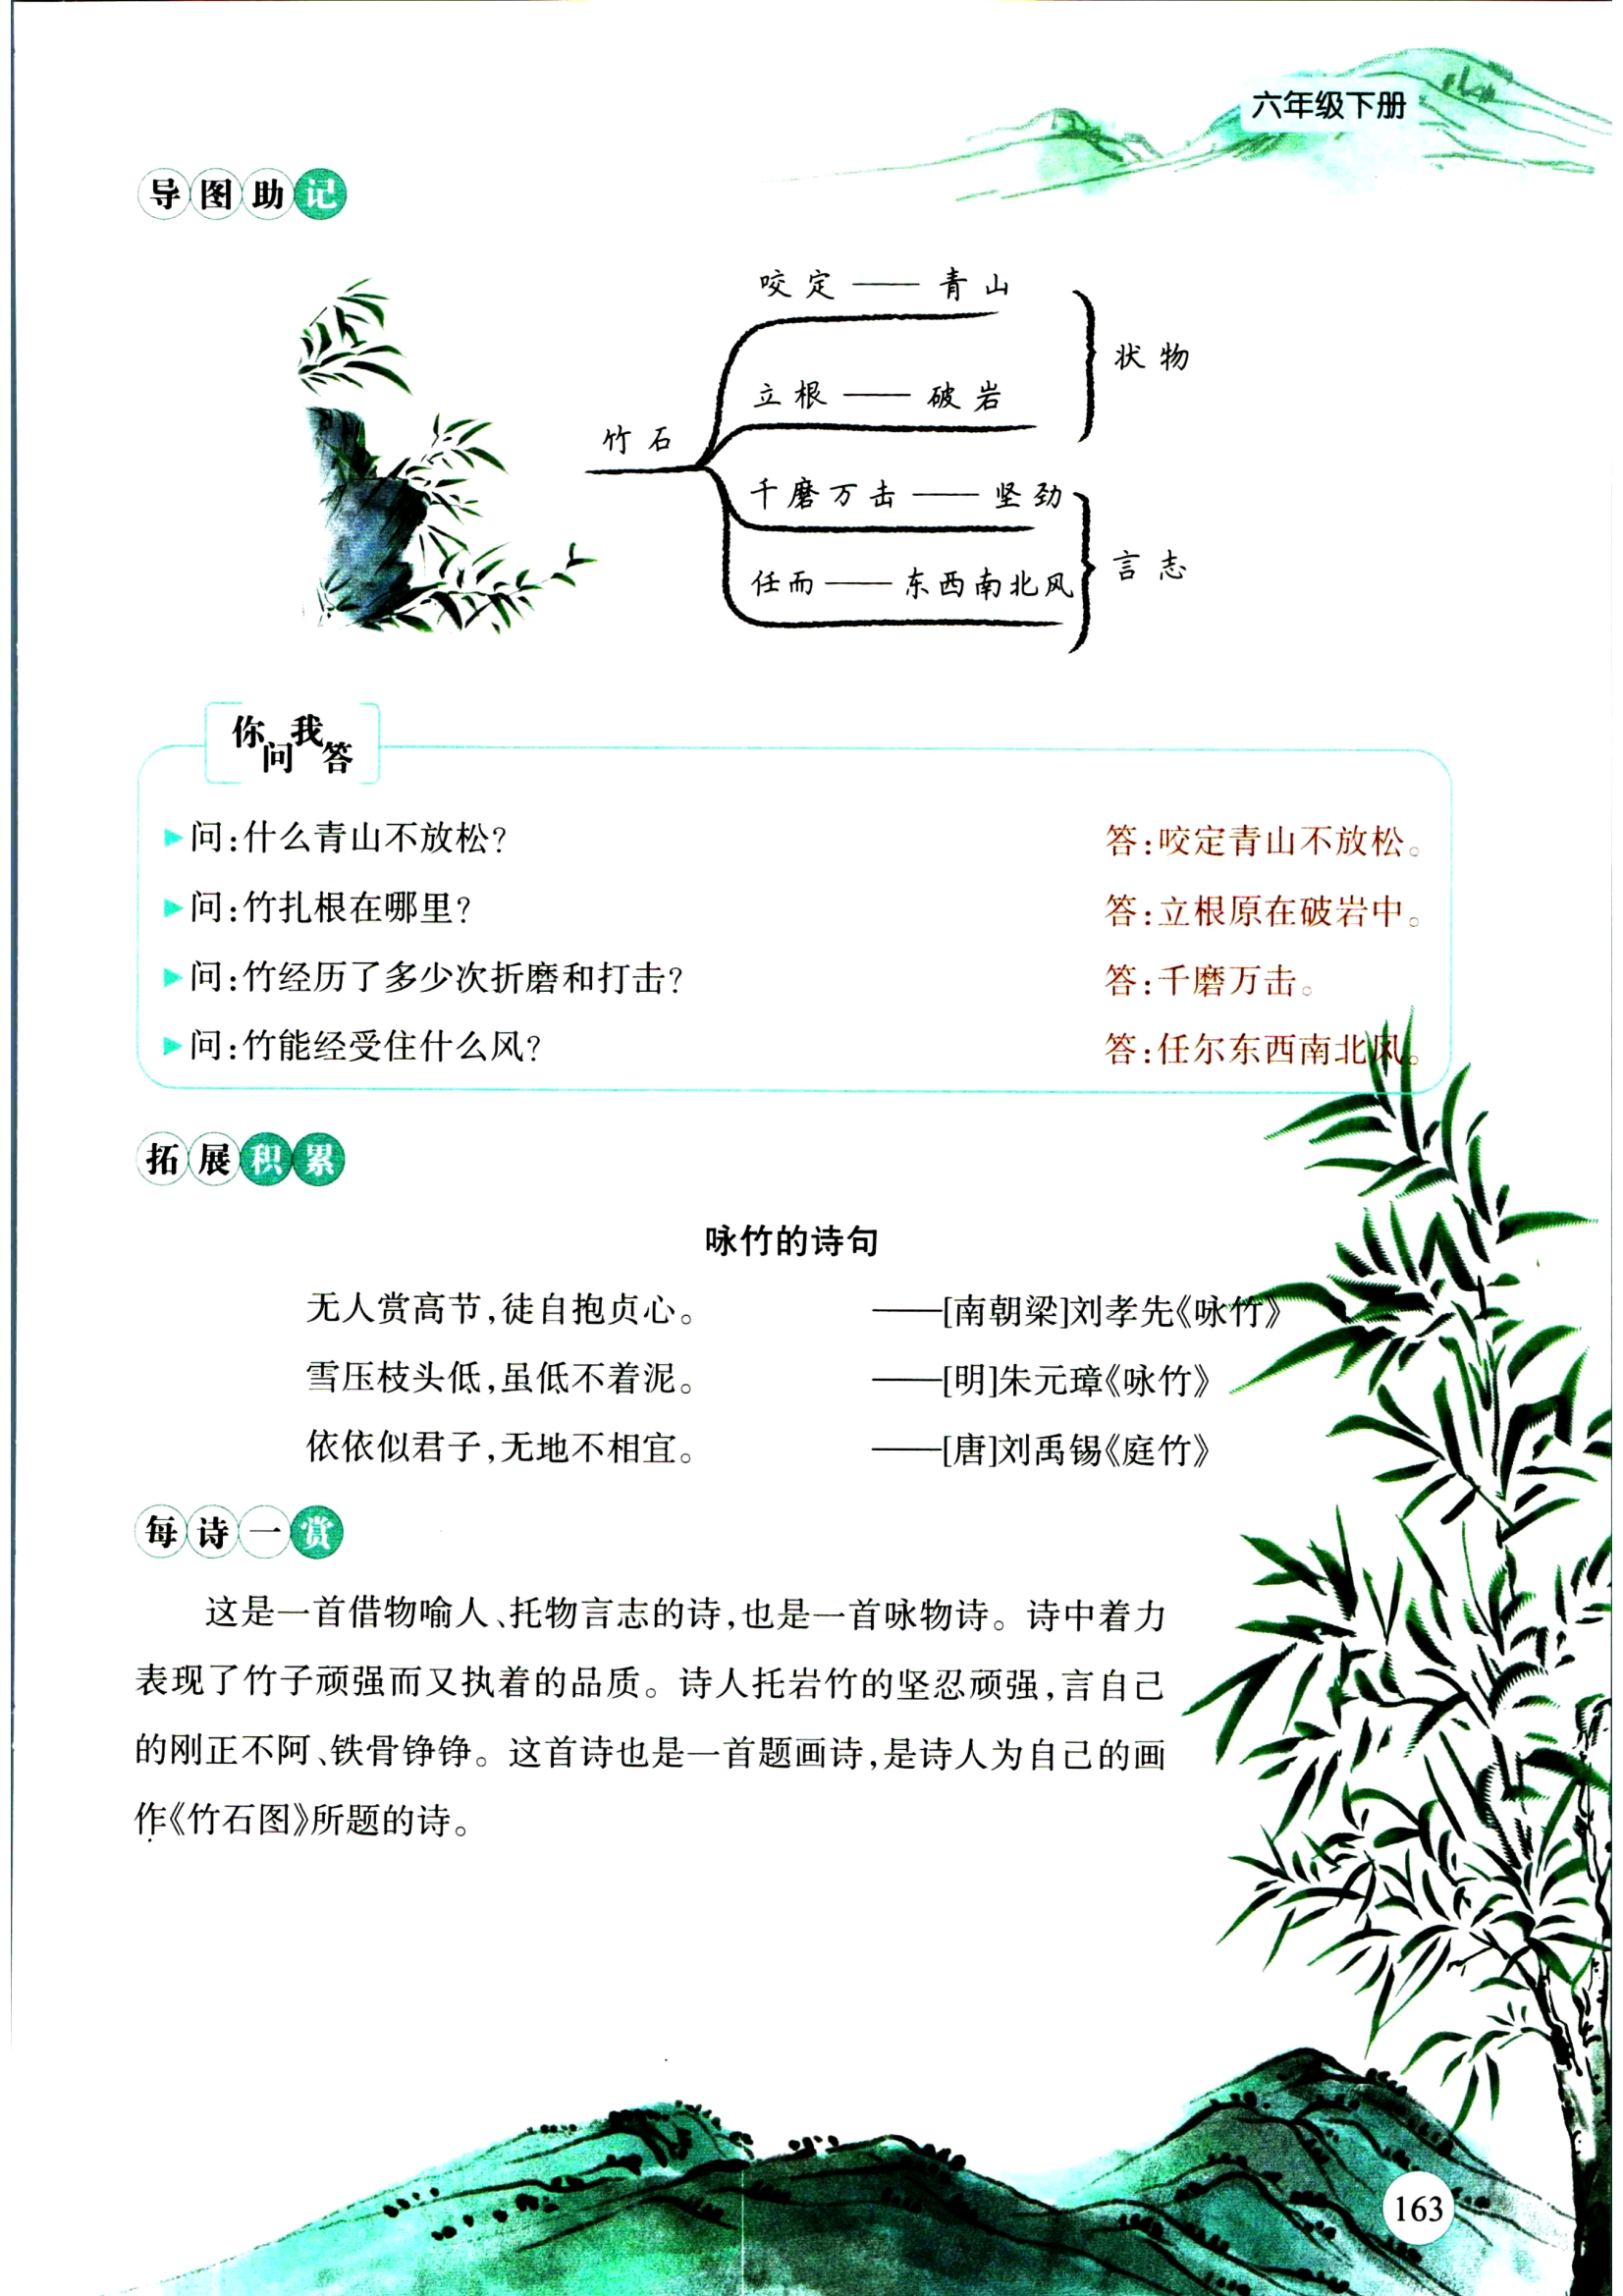 六年级下册
导图助记
咬定——青山
状物
立根——破岩
竹石
千磨万击——坚劲
言志
任而——东西南北风
你问我答
问:什么青山不放松? 答:咬定青山不放松。
问:竹扎根在哪里? 答:立根原在破岩中。
问:竹经历了多少次折磨和打击? 答:千磨万击。
问:竹能经受住什么风? 答:任尔东西南北风。
拓展积累
咏竹的诗句
无人赏高节,徒自抱贞心。 ——[南朝梁]刘孝先《咏竹》
雪压枝头低,虽低不着泥。 ——[明]朱元璋《咏竹》
依依似君子,无地不相宜。 ——[唐]刘禹锡《庭竹》
每诗一赏
这是一首借物喻人、托物言志的诗,也是一首咏物诗。诗中着力
表现了竹子顽强而又执着的品质。诗人托岩竹的坚忍顽强,言自己
的刚正不阿、铁骨铮铮。这首诗也是一首题画诗,是诗人为自己的画
作《竹石图》所题的诗。
163